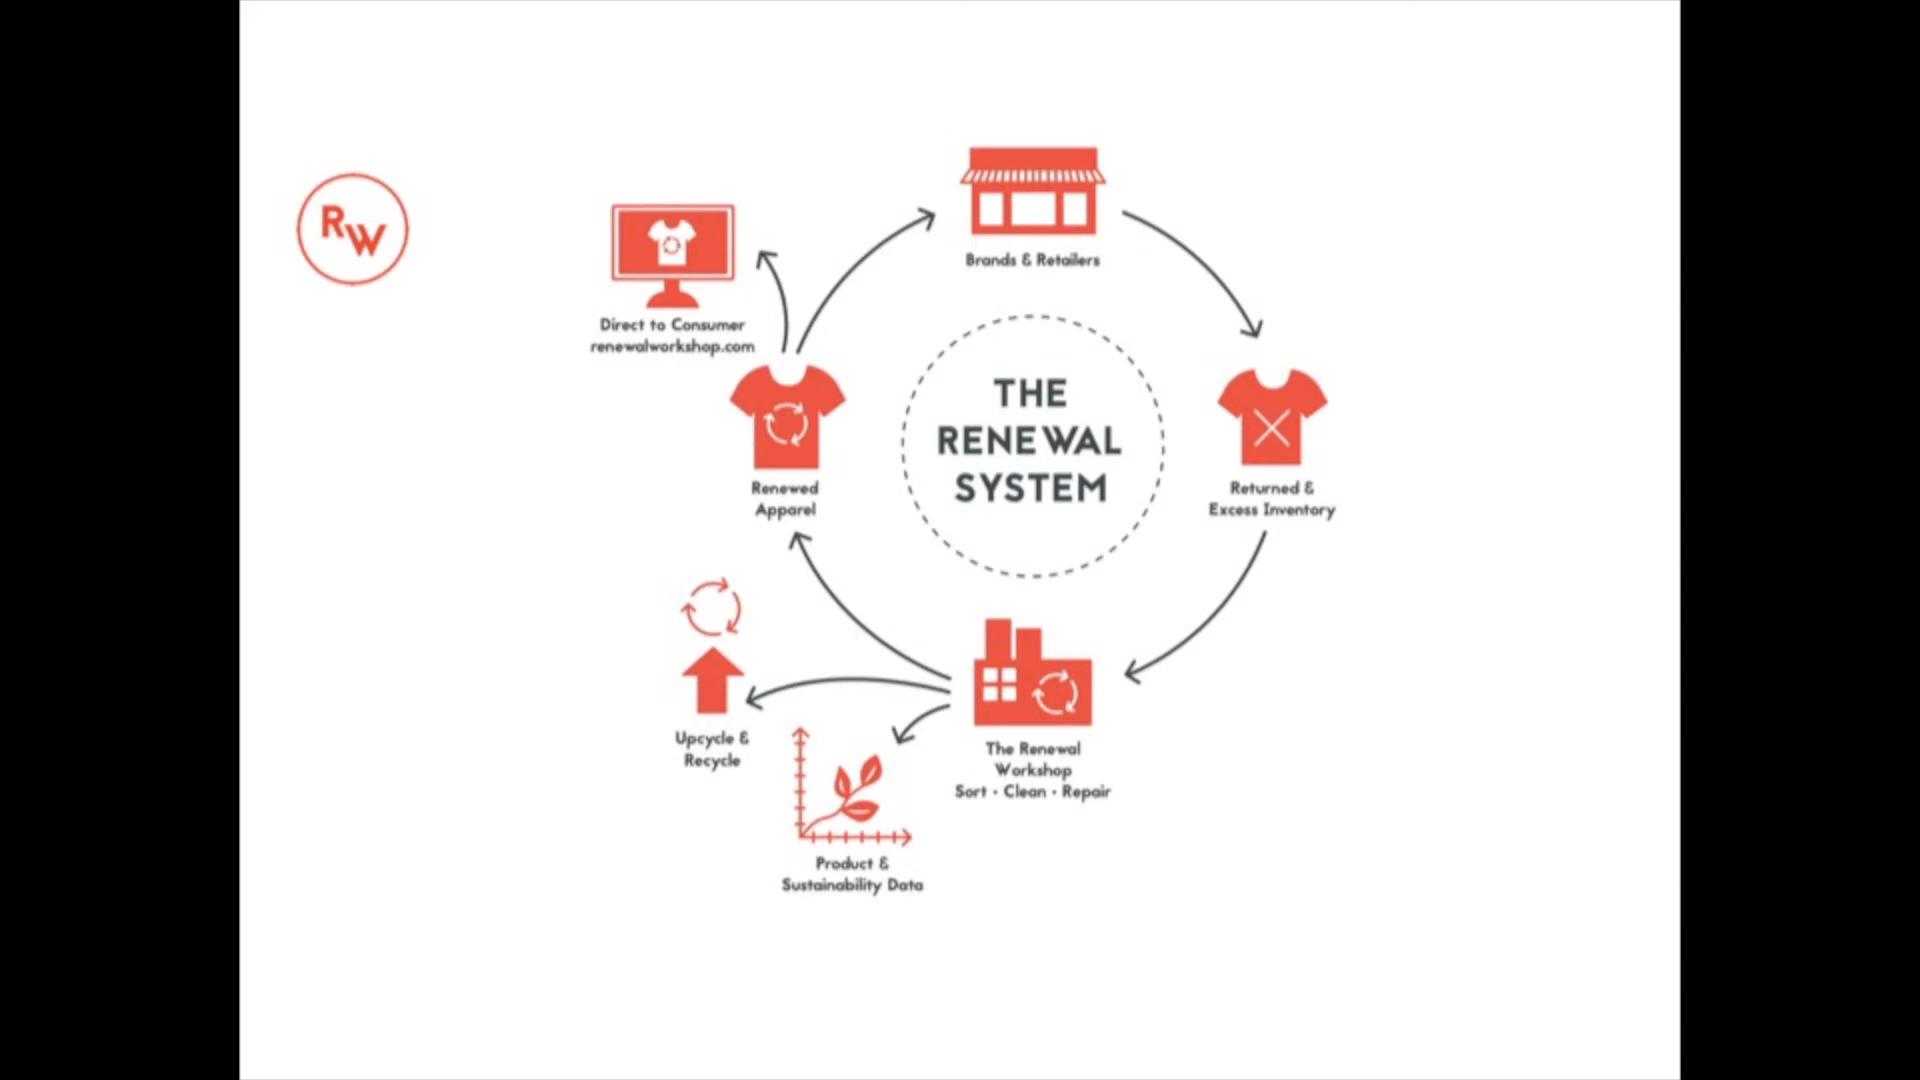 RW
Brands & Retailers
Direct to Consumer
renewalworkshop.com
THE
RENEWAL
SYSTEM
Renewed
Apparel
Returned &
Excess Inventory
Upcycle &
Recycle
The Renewal
Workshop
Sort • Clean • Repair
Product &
Sustainability Data